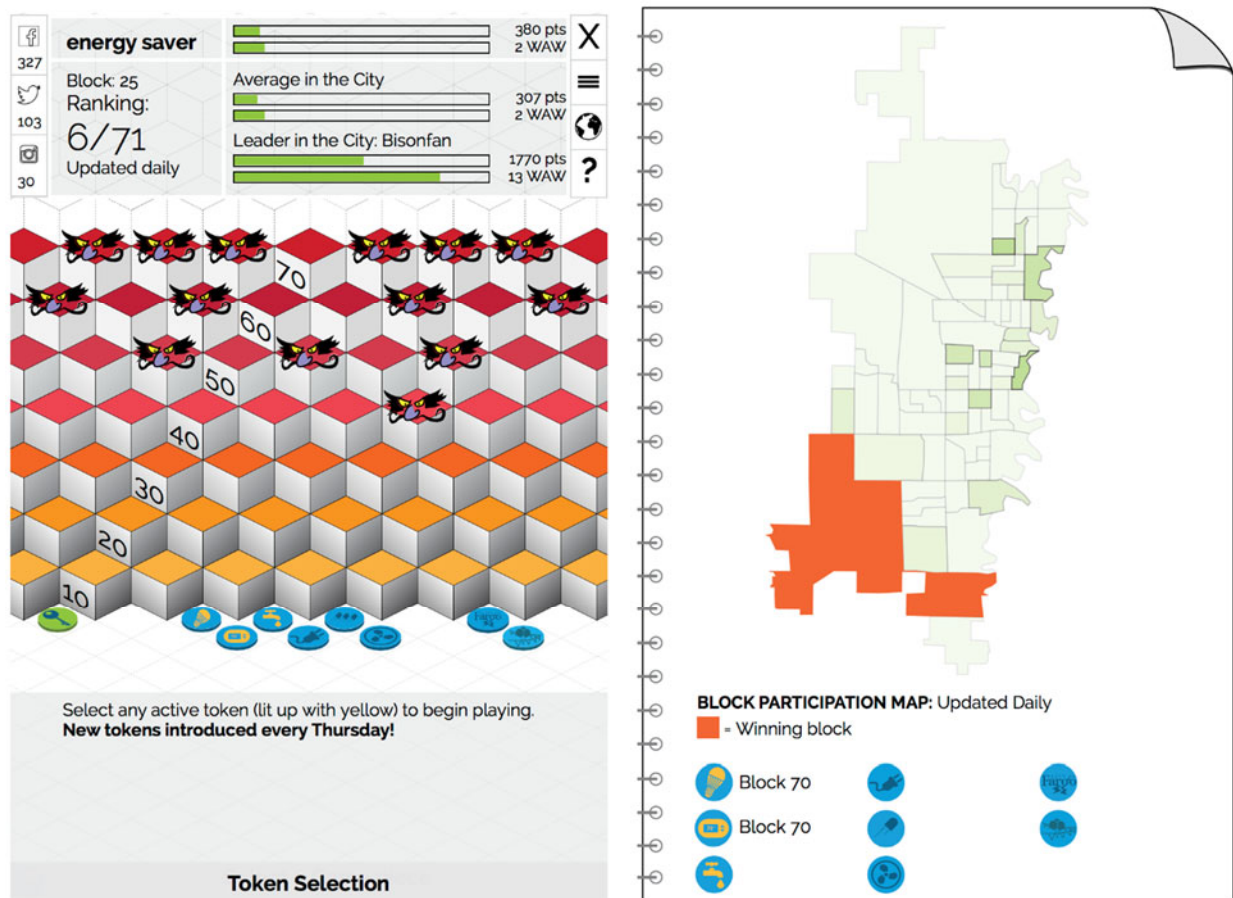 energy saver
380 pts
2 WAW
X
327
103
30
Block: 25
Ranking:
6/71
Updated daily
Average in the City
307 pts
2 WAW
Leader in the City: Bisonfan
1770 pts
13 WAW
?
70
60
50
40
30
20
10
Fargo
Select any active token (lit up with yellow) to begin playing.
New tokens introduced every Thursday!
Token Selection
BLOCK PARTICIPATION MAP: Updated Daily
= Winning block
Block 70
Block 70
Fargo